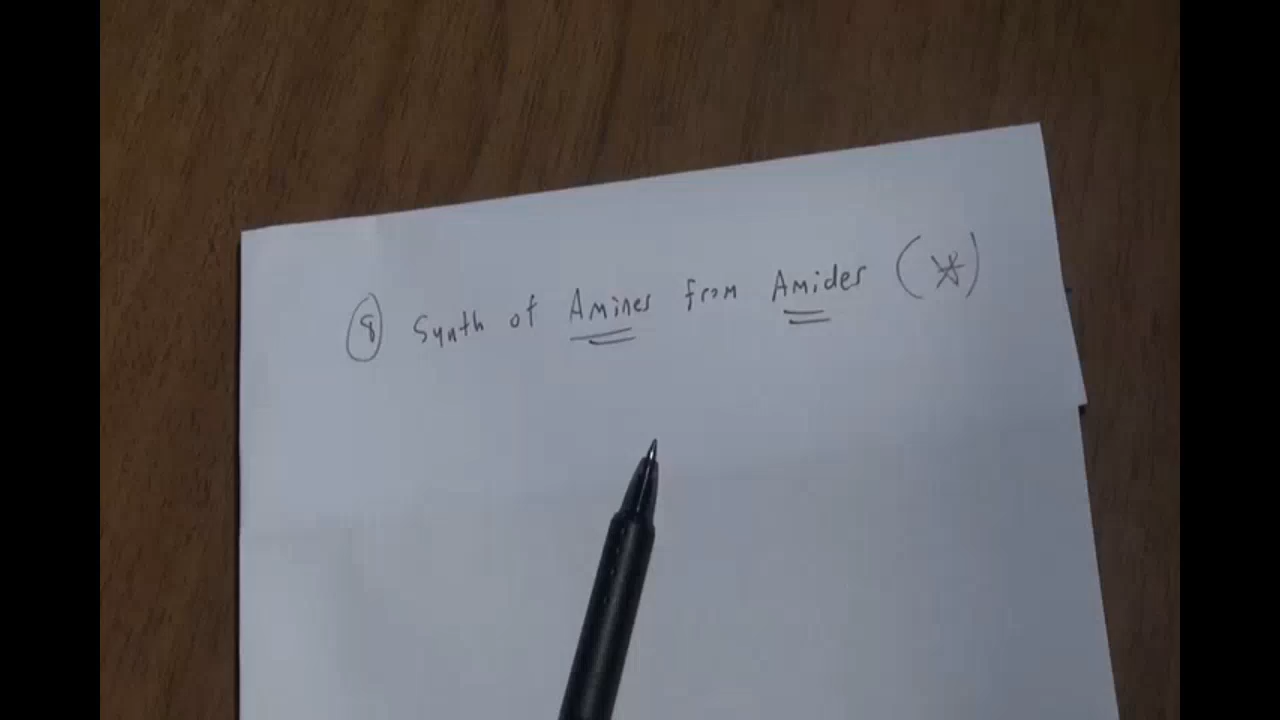 ⑧ Synth of Amines from Amides (☆)